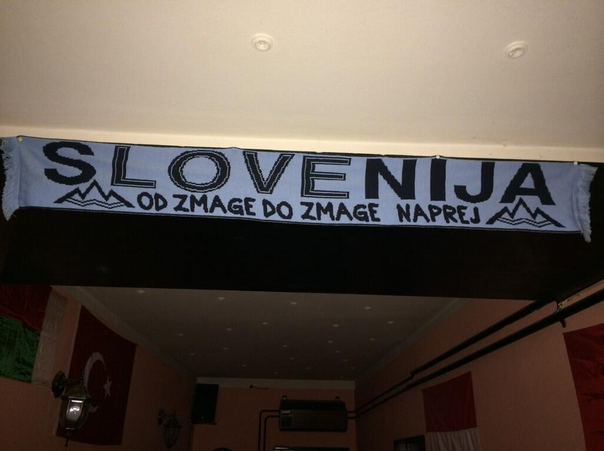 SLOVENIJA
OD ZMAGE DO ZMAGE NAPREJ